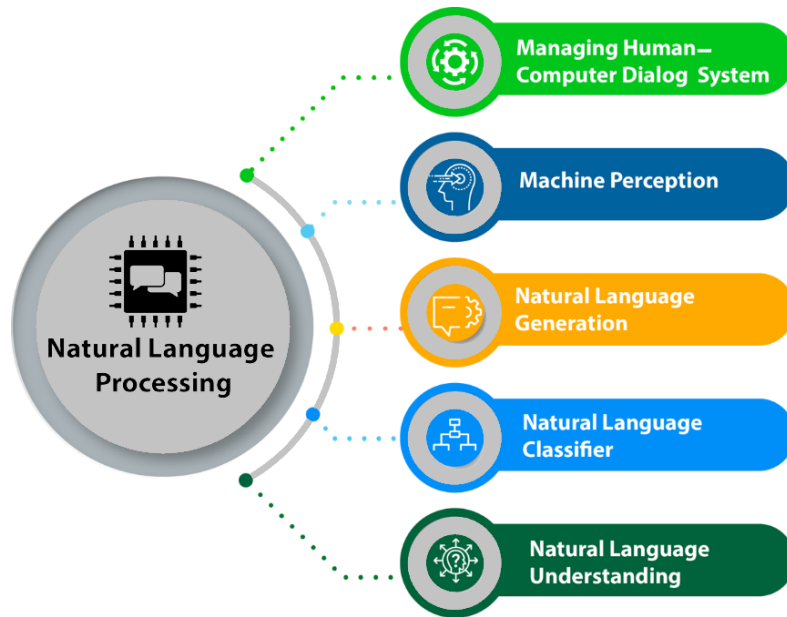 Managing Human–
Computer Dialog System
Machine Perception
Natural Language
Processing
Natural Language
Generation
Natural Language
Classifier
Natural Language
Understanding